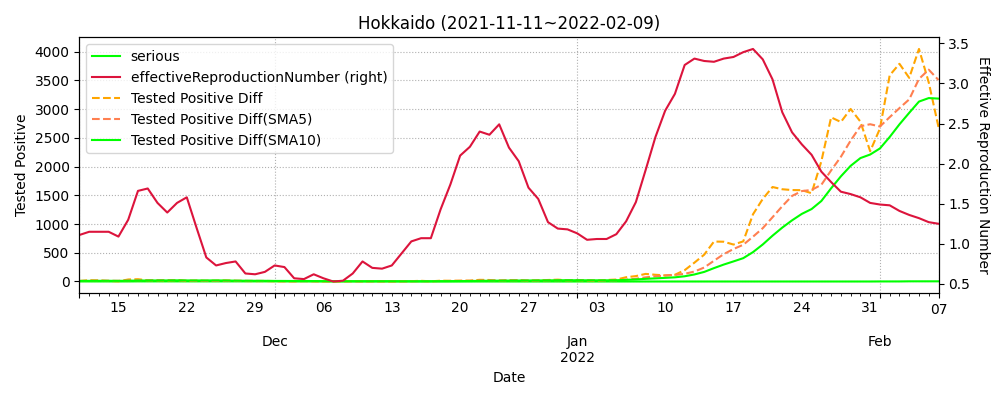 Hokkaido (2021-11-11~2022-02-09)
serious
effectiveReproductionNumber (right)
Tested Positive Diff
Tested Positive Diff(SMA5)
Tested Positive Diff(SMA10)
Tested Positive
4000
3500
3000
2500
2000
1500
1000
500
0
3.5
3.0
2.5
2.0
1.5
1.0
0.5
Effective Reproduction Number
15 22 29 06 13 20 27 03 10 17 24 31 07
Dec Jan Feb
2022
Date